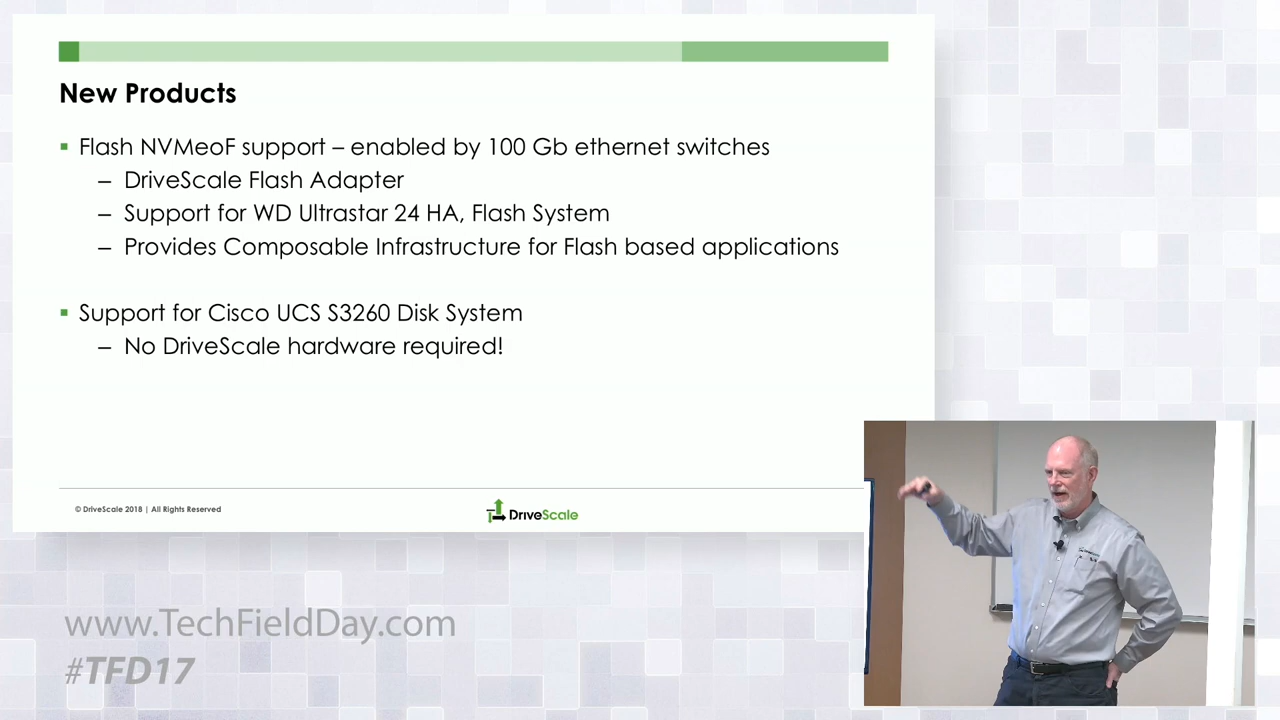 New Products
▪ Flash NVMeoF support – enabled by 100 Gb ethernet switches
– DriveScale Flash Adapter
– Support for WD Ultrastar 24 HA, Flash System
– Provides Composable Infrastructure for Flash based applications
▪ Support for Cisco UCS S3260 Disk System
– No DriveScale hardware required!
© DriveScale 2018 | All Rights Reserved
DriveScale
www.TechFieldDay.com
#TFD17